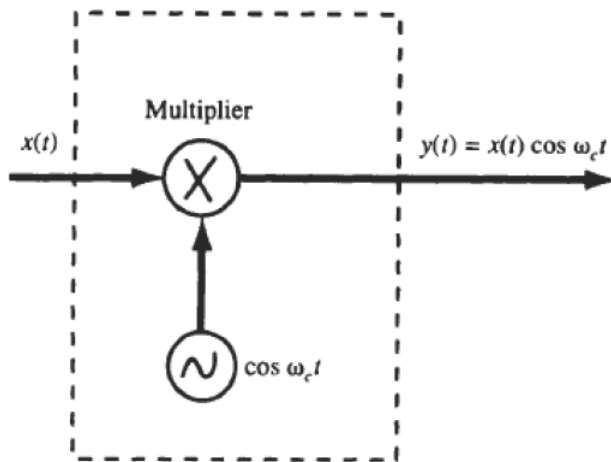 Multiplier
x(t)
y(t) = x(t) cos ω_c t
X
cos ω_c t